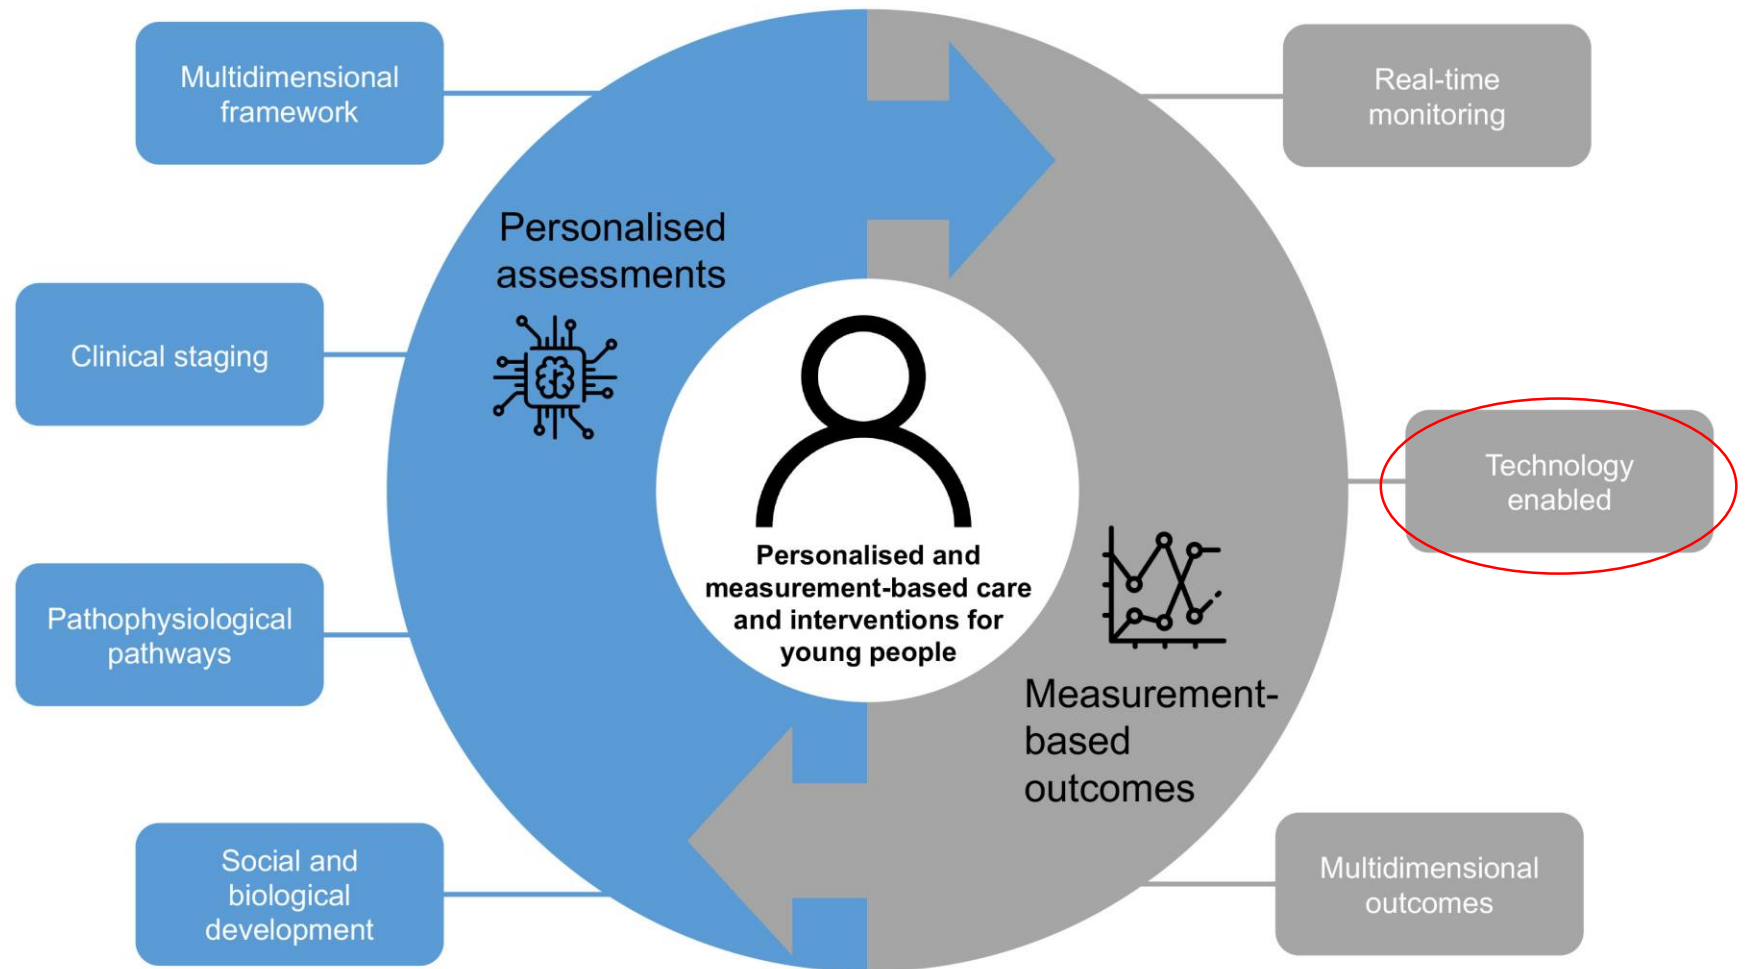 Multidimensional
framework
Real-time
monitoring
Personalised
assessments
Clinical staging
Technology
enabled
Personalised and
measurement-based care
and interventions for
young people
Pathophysiological
pathways
Measurement-
based
outcomes
Social and
biological
development
Multidimensional
outcomes